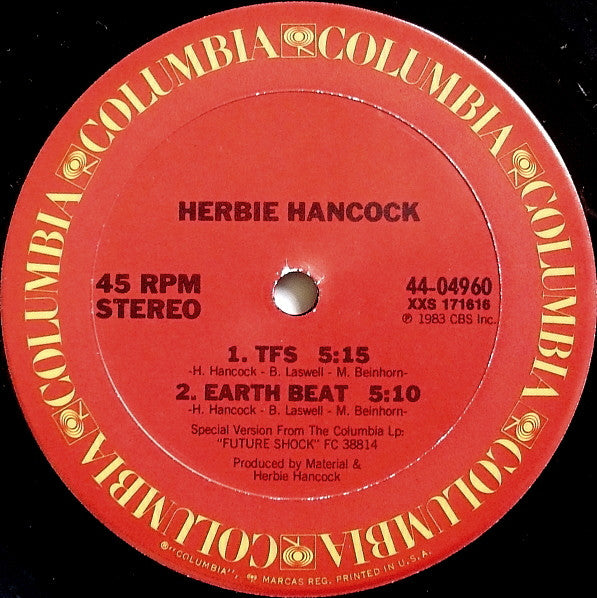 COLUMBIA COLUMBIA COLUMBIA COLUMBIA COLUMBIA COLUMBIA COLUMBIA COLUMBIA
HERBIE HANCOCK
45 RPM
STEREO
44-04960
XXS 171616
℗ 1983 CBS Inc.
1. TFS 5:15
-H. Hancock - B. Laswell - M. Beinhorn-
2. EARTH BEAT 5:10
-H. Hancock - B. Laswell - M. Beinhorn-
Special Version From The Columbia Lp:
"FUTURE SHOCK" FC 38814
Produced by Material &
Herbie Hancock
®"COLUMBIA", MARCAS REG. PRINTED IN U.S.A.